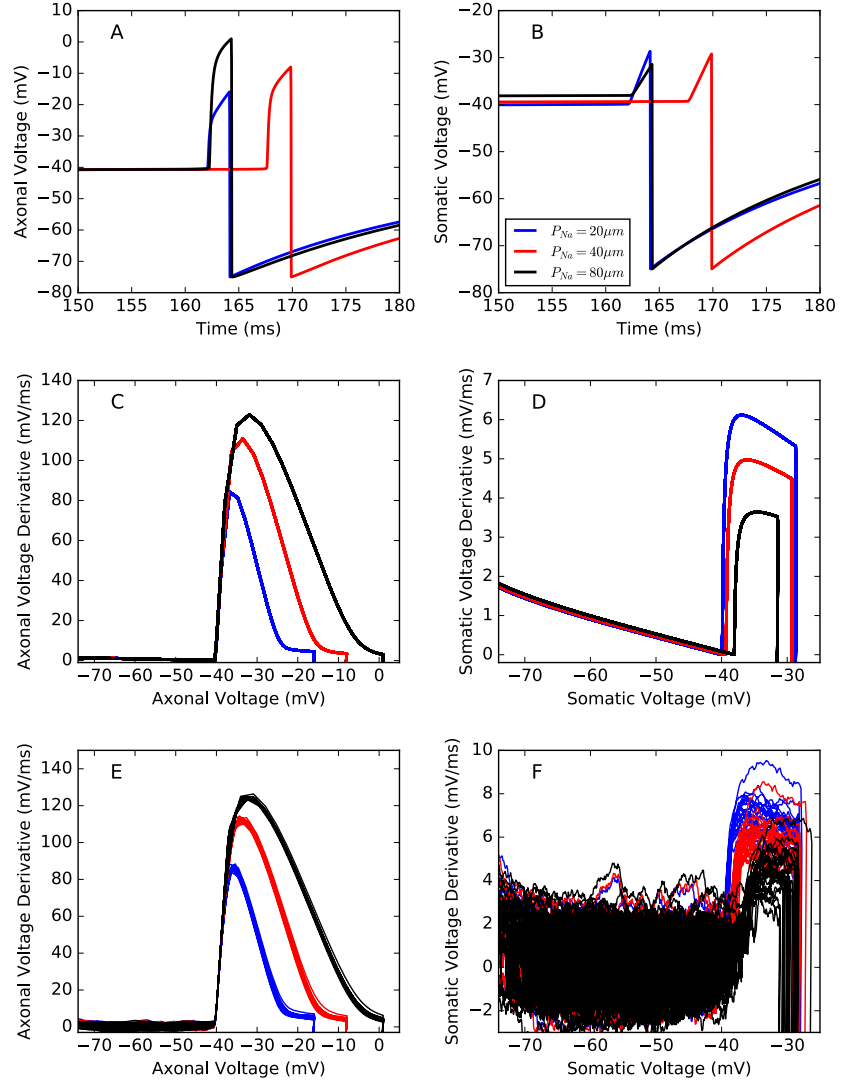 A
Axonal Voltage (mV)
10
0
−10
−20
−30
−40
−50
−60
−70
−80
150 155 160 165 170 175 180
Time (ms)
B
Somatic Voltage (mV)
−20
−30
−40
−50
−60
−70
−80
P_Na = 20μm
P_Na = 40μm
P_Na = 80μm
150 155 160 165 170 175 180
Time (ms)
C
Axonal Voltage Derivative (mV/ms)
140
120
100
80
60
40
20
0
−70 −60 −50 −40 −30 −20 −10 0
Axonal Voltage (mV)
D
Somatic Voltage Derivative (mV/ms)
7
6
5
4
3
2
1
0
−70 −60 −50 −40 −30
Somatic Voltage (mV)
E
Axonal Voltage Derivative (mV/ms)
140
120
100
80
60
40
20
0
−70 −60 −50 −40 −30 −20 −10 0
Axonal Voltage (mV)
F
Somatic Voltage Derivative (mV/ms)
10
8
6
4
2
0
−2
−70 −60 −50 −40 −30
Somatic Voltage (mV)